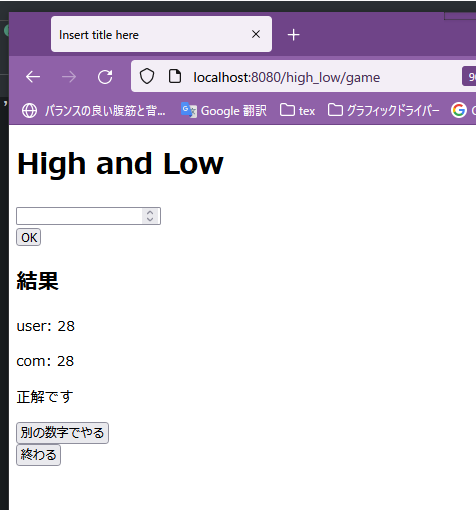 Insert title here
localhost:8080/high_low/game
バランスの良い腹筋と背...
Google 翻訳
tex
グラフィックドライバー
High and Low
OK
結果
user: 28
com: 28
正解です
別の数字でやる
終わる